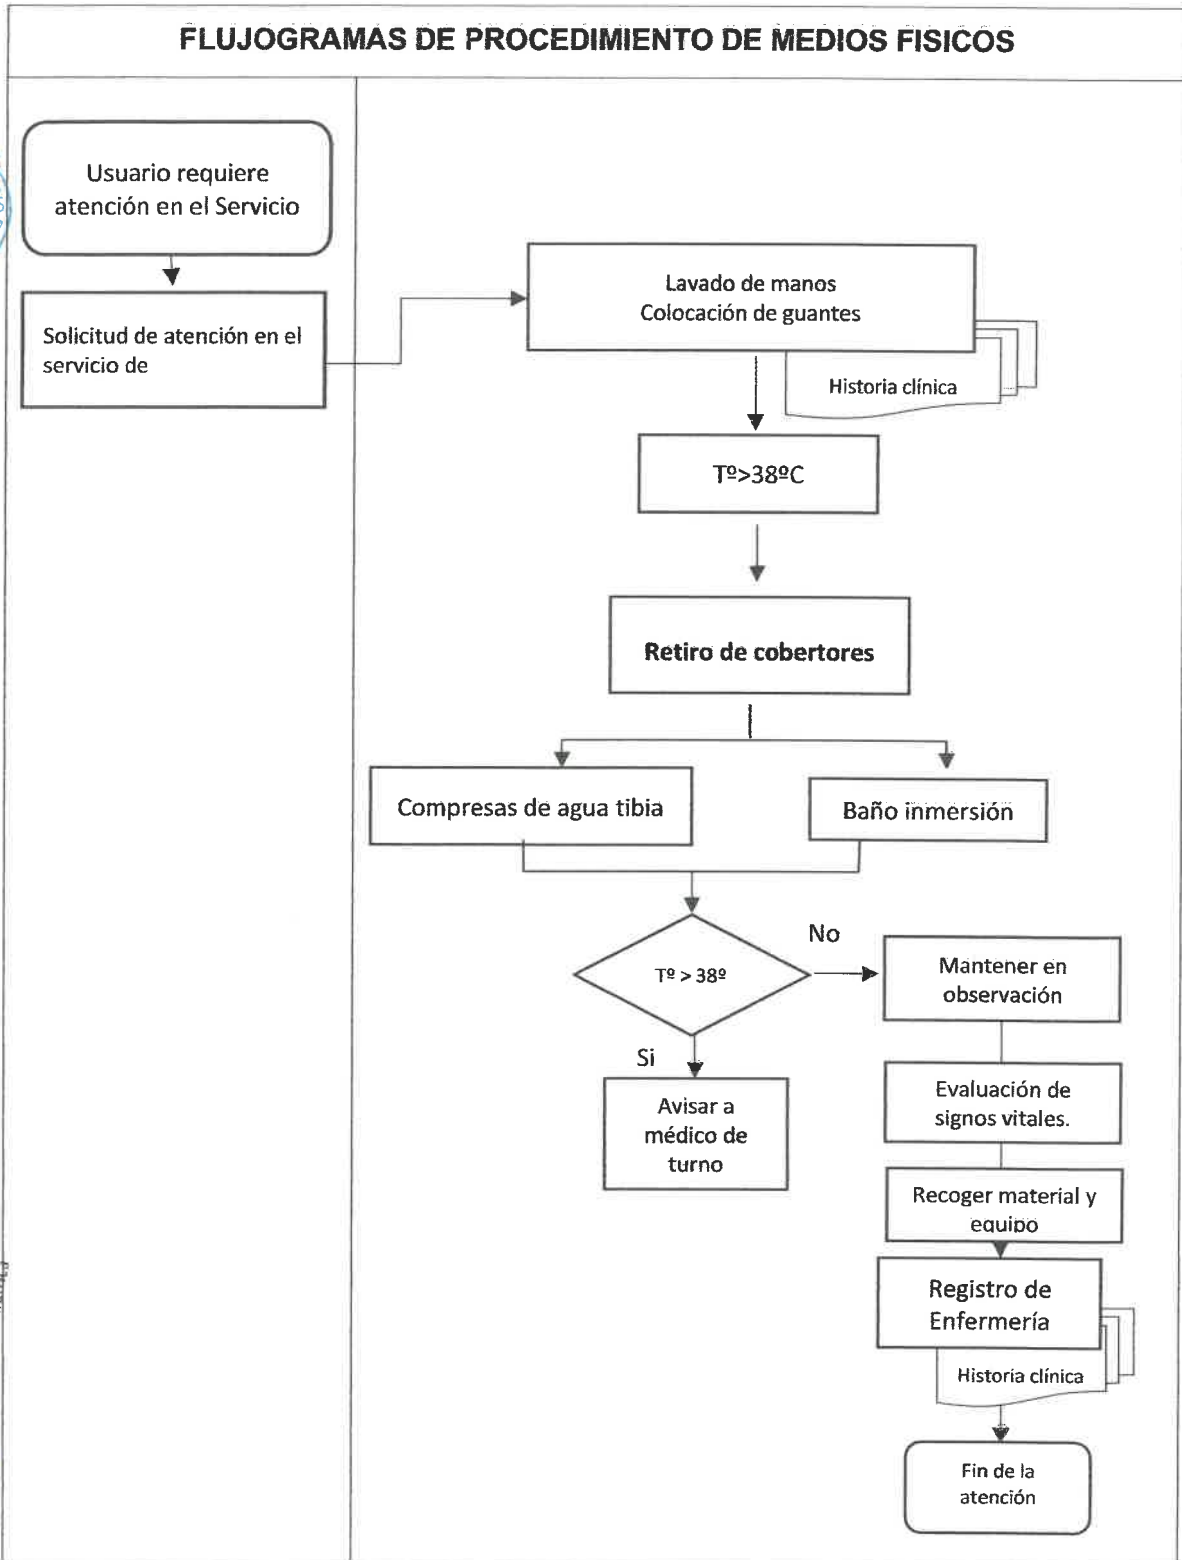 FLUJOGRAMAS DE PROCEDIMIENTO DE MEDIOS FISICOS
Usuario requiere
atención en el Servicio
Solicitud de atención en el
servicio de
Lavado de manos
Colocación de guantes
Historia clínica
Tº>38ºC
Retiro de cobertores
Compresas de agua tibia
Baño inmersión
Tº > 38º
No
Si
Mantener en
observación
Avisar a
médico de
turno
Evaluación de
signos vitales.
Recoger material y
equipo
Registro de
Enfermería
Historia clínica
Fin de la
atención